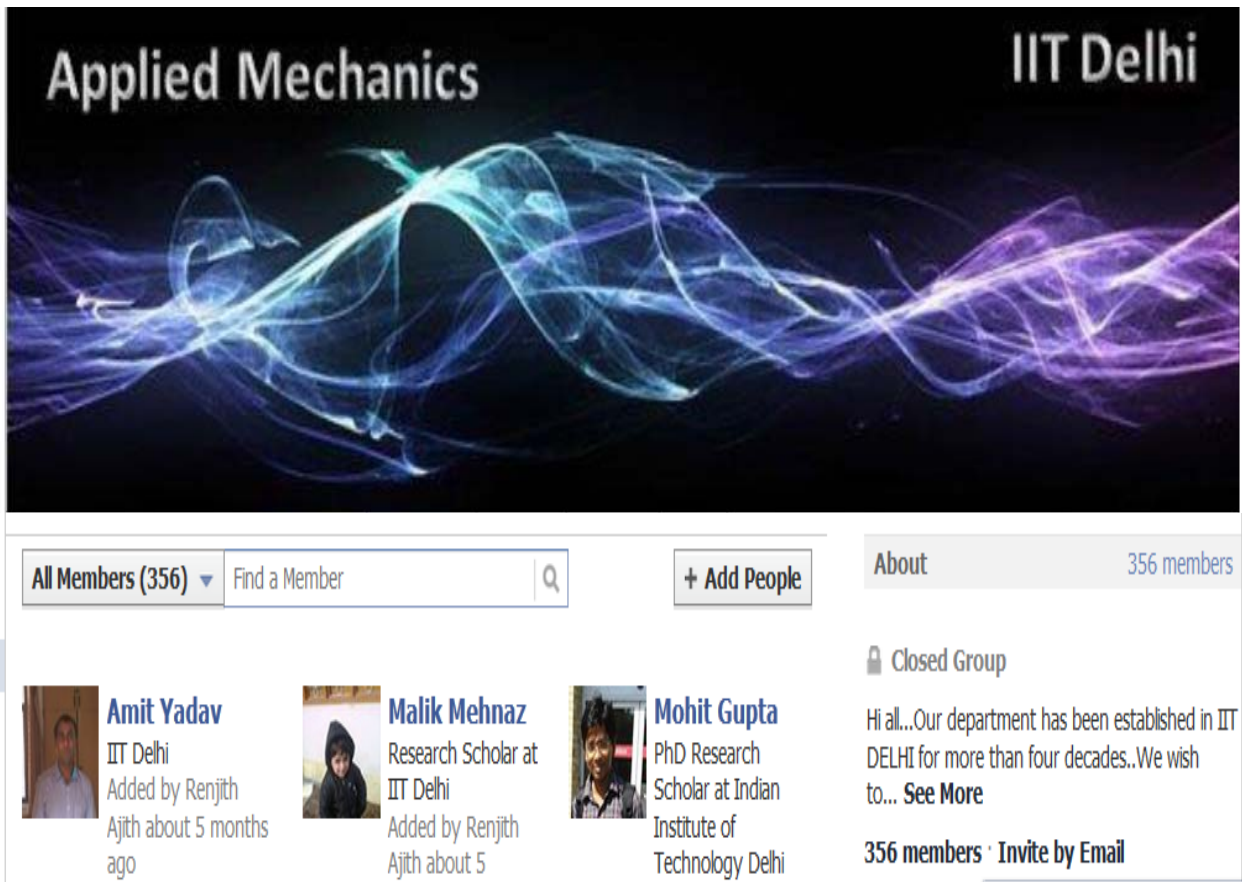 Applied Mechanics
IIT Delhi
All Members (356)
Find a Member
+ Add People
About
356 members
Closed Group
Hi all...Our department has been established in IIT
DELHI for more than four decades..We wish
to... See More
356 members · Invite by Email
Amit Yadav
IIT Delhi
Added by Renjith
Ajith about 5 months
ago
Malik Mehnaz
Research Scholar at
IIT Delhi
Added by Renjith
Ajith about 5
Mohit Gupta
PhD Research
Scholar at Indian
Institute of
Technology Delhi